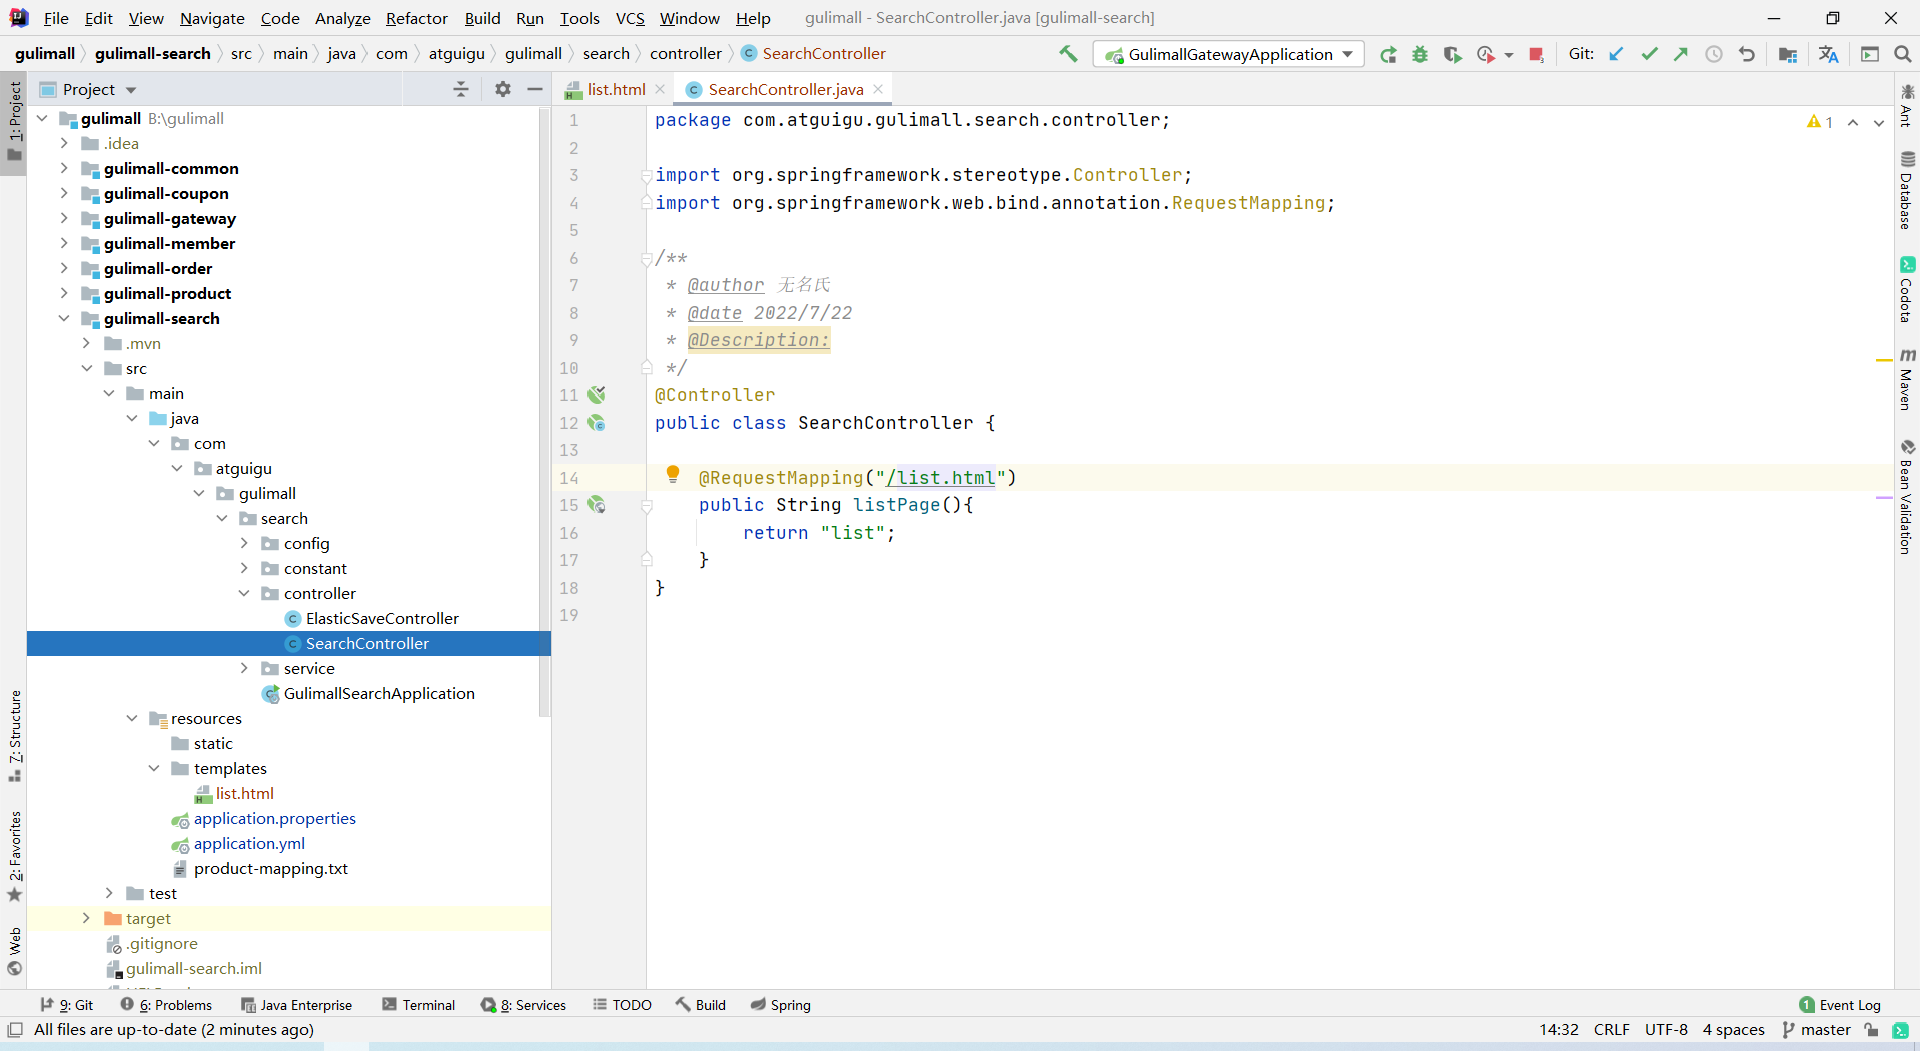 File Edit View Navigate Code Analyze Refactor Build Run Tools VCS Window Help gulimall - SearchController.java [gulimall-search]
gulimall gulimall-search src main java com atguigu gulimall search controller SearchController GulimallGatewayApplication Git:
1: Project
7: Structure
2: Favorites
Web
Project
gulimall B:\gulimall
.idea
gulimall-common
gulimall-coupon
gulimall-gateway
gulimall-member
gulimall-order
gulimall-product
gulimall-search
.mvn
src
main
java
com
atguigu
gulimall
search
config
constant
controller
ElasticSaveController
SearchController
service
GulimallSearchApplication
resources
static
templates
list.html
application.properties
application.yml
product-mapping.txt
test
target
.gitignore
gulimall-search.iml
list.html SearchController.java
1 package com.atguigu.gulimall.search.controller;
2
3 import org.springframework.stereotype.Controller;
4 import org.springframework.web.bind.annotation.RequestMapping;
5
6 /**
7 * @author 无名氏
8 * @date 2022/7/22
9 * @Description:
10 */
11 @Controller
12 public class SearchController {
13
14 @RequestMapping("/list.html")
15 public String listPage(){
16 return "list";
17 }
18 }
19
1
Ant
Database
Codota
Maven
Bean Validation
9: Git 6: Problems Java Enterprise Terminal 8: Services TODO Build Spring 1 Event Log
All files are up-to-date (2 minutes ago) 14:32 CRLF UTF-8 4 spaces master